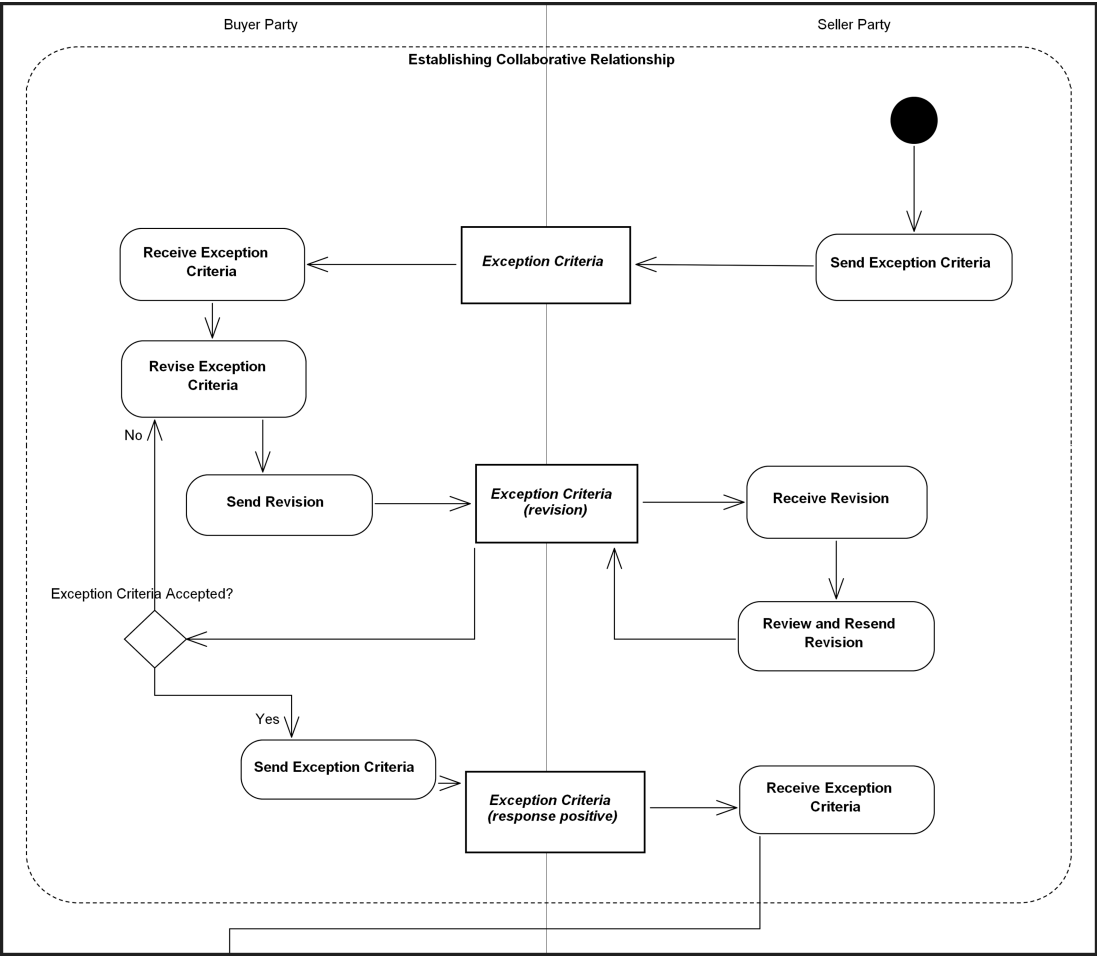 Buyer Party
Seller Party
Establishing Collaborative Relationship
Receive Exception
Criteria
Exception Criteria
Send Exception Criteria
Revise Exception
Criteria
No
Send Revision
Exception Criteria
(revision)
Receive Revision
Exception Criteria Accepted?
Review and Resend
Revision
Yes
Send Exception Criteria
Exception Criteria
(response positive)
Receive Exception
Criteria